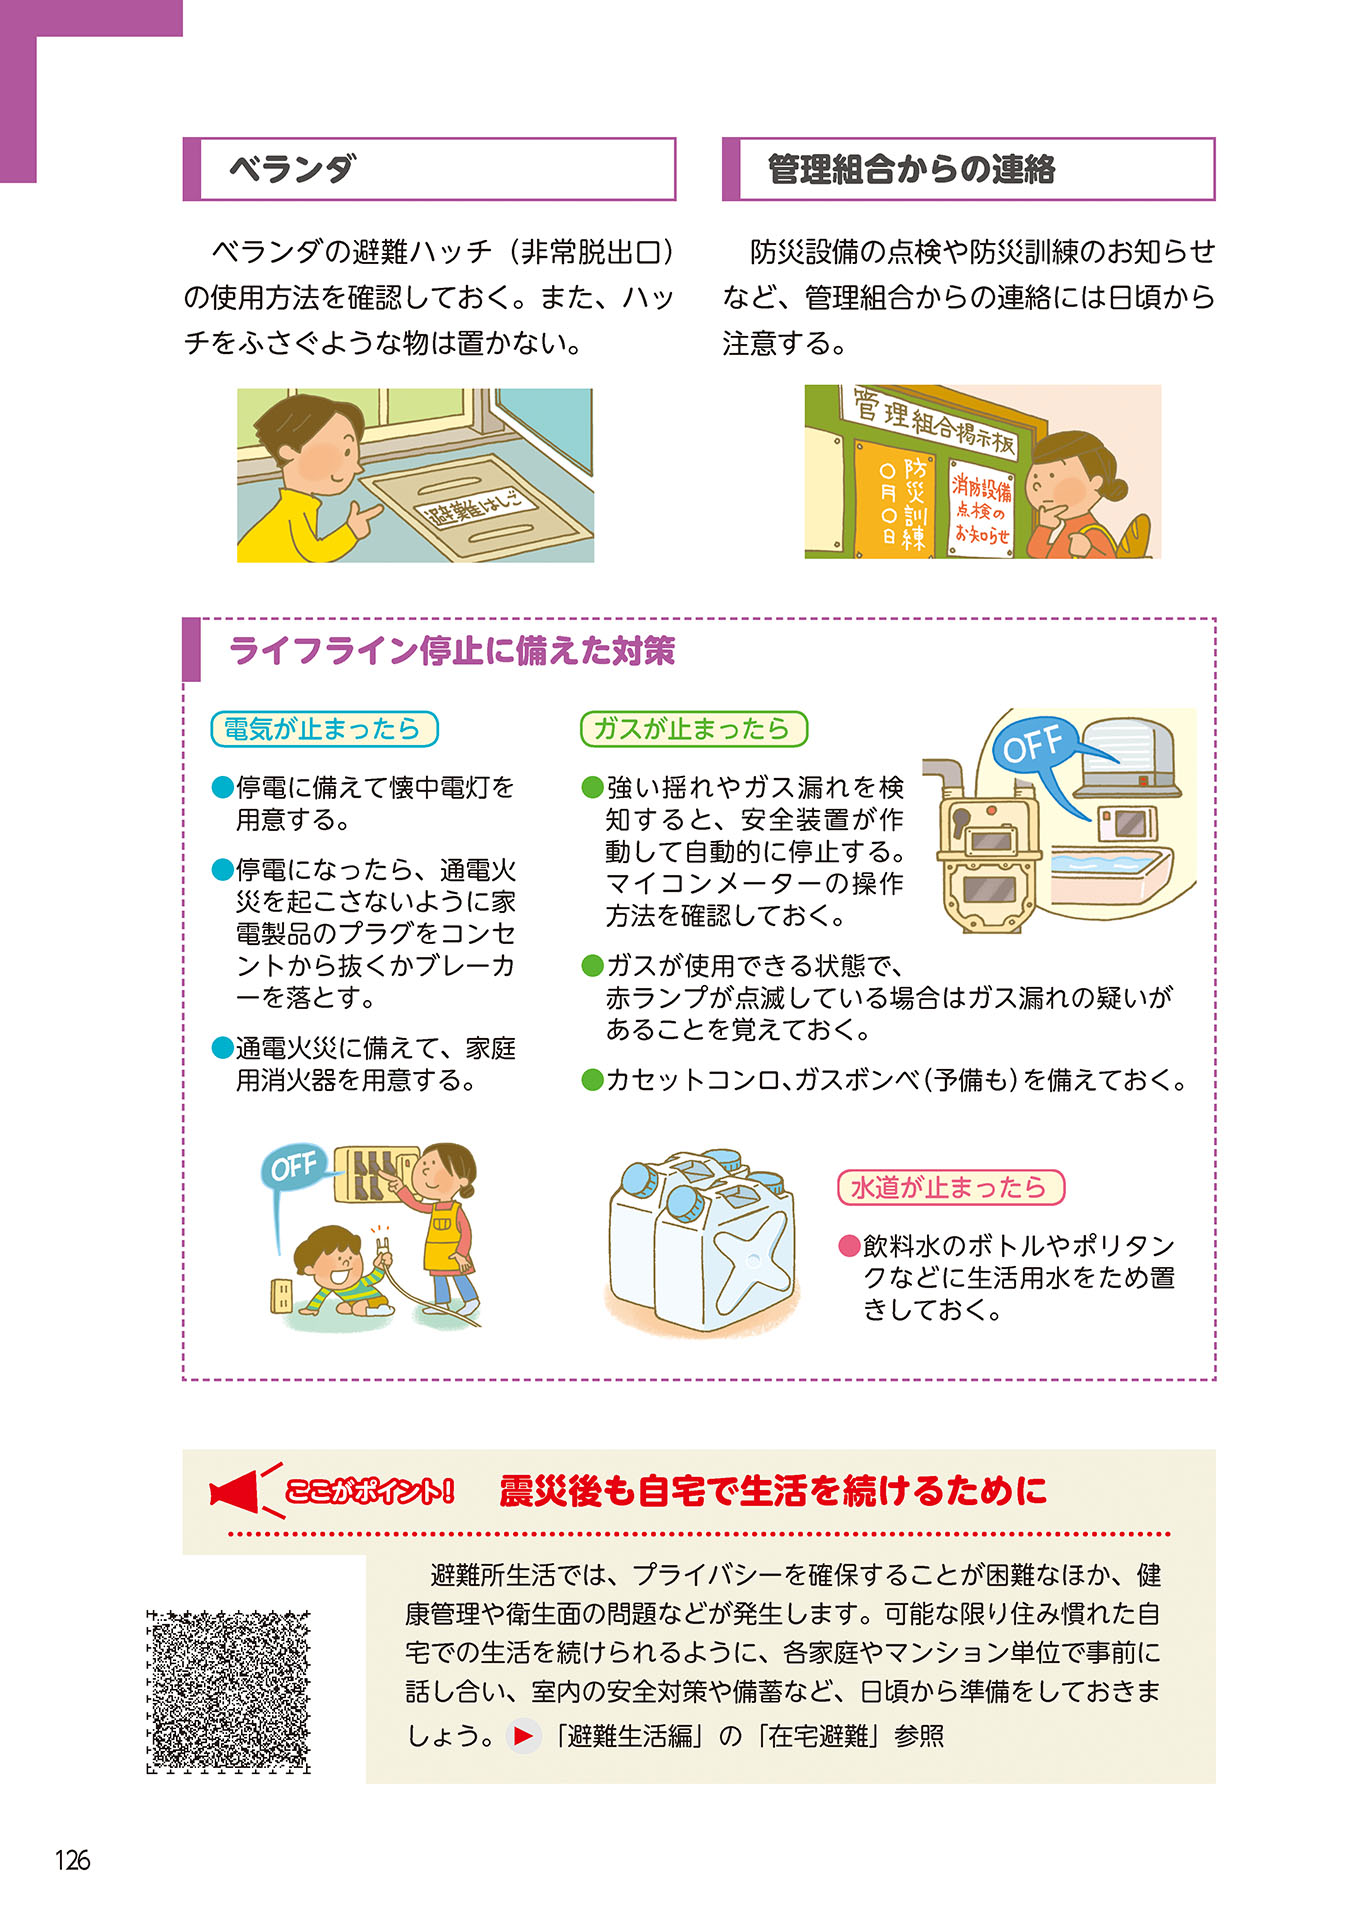 ベランダ
ベランダの避難ハッチ（非常脱出口）
の使用方法を確認しておく。また、ハッ
チをふさぐような物は置かない。
避難はしご
管理組合からの連絡
防災設備の点検や防災訓練のお知らせ
など、管理組合からの連絡には日頃から
注意する。
管理組合掲示板
防災訓練
〇月〇日
消防設備
点検の
お知らせ
ライフライン停止に備えた対策
電気が止まったら
●停電に備えて懐中電灯を
用意する。
●停電になったら、通電火
災を起こさないように家
電製品のプラグをコンセ
ントから抜くかブレーカ
ーを落とす。
●通電火災に備えて、家庭
用消火器を用意する。
OFF
ガスが止まったら
●強い揺れやガス漏れを検
知すると、安全装置が作
動して自動的に停止する。
マイコンメーターの操作
方法を確認しておく。
●ガスが使用できる状態で、
赤ランプが点滅している場合はガス漏れの疑いが
あることを覚えておく。
●カセットコンロ、ガスボンベ（予備も）を備えておく。
OFF
水道が止まったら
●飲料水のボトルやポリタン
クなどに生活用水をため置
きしておく。
ここがポイント！ 震災後も自宅で生活を続けるために
避難所生活では、プライバシーを確保することが困難なほか、健
康管理や衛生面の問題などが発生します。可能な限り住み慣れた自
宅での生活を続けられるように、各家庭やマンション単位で事前に
話し合い、室内の安全対策や備蓄など、日頃から準備をしておきま
しょう。▶「避難生活編」の「在宅避難」参照
126